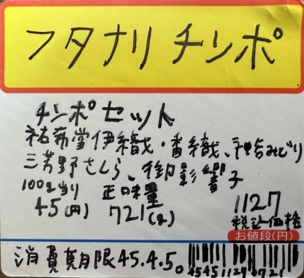 フタナリ チンポ
チンポセット
祐希堂伊織・香織、神占みどり
三芳野さくら、御影響子
100g当り 正味量
45(円) 721(g) 1127
税込価格
お値段(円)
消費期限45.4.50
4545112790721